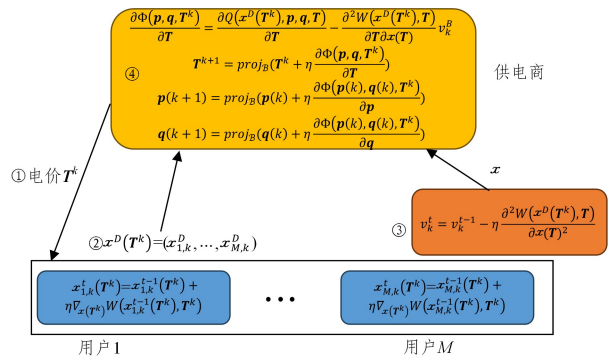 ∂Φ(p,q,T^k)/∂T = ∂Q(x^D(T^k),p,q,T)/∂T − ∂²W(x^D(T^k),T)/∂T∂x(T) v_k^B
④
T^{k+1} = proj_B(T^k + η ∂Φ(p,q,T^k)/∂T)
供电商
p(k+1) = proj_B(p(k) + η ∂Φ(p(k),q(k),T^k)/∂p)
q(k+1) = proj_B(q(k) + η ∂Φ(p(k),q(k),T^k)/∂q)
①电价T^k
x
②x^D(T^k)=(x_{1,k}^D,…,x_{M,k}^D)
③
v_k^t = v_k^{t−1} − η ∂²W(x^D(T^k),T)/∂x(T)²
x_{1,k}^t(T^k)=x_{1,k}^{t−1}(T^k) +
η∇_{x(T^k)}W(x_{1,k}^{t−1}(T^k),T^k)
•••
x_{M,k}^t(T^k)=x_{M,k}^{t−1}(T^k) +
η∇_{x(T^k)}W(x_{M,k}^{t−1}(T^k),T^k)
用户1
用户M